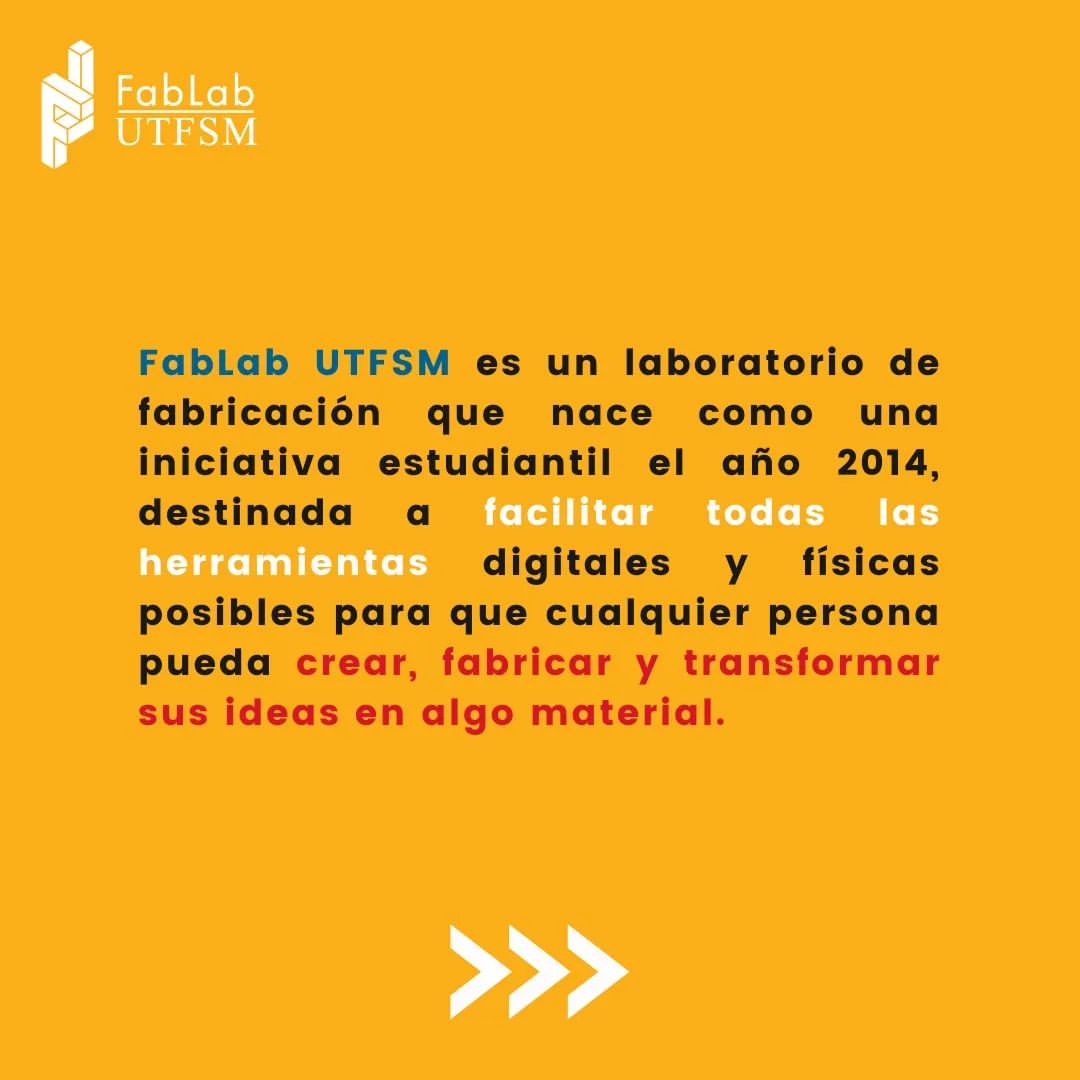 FabLab
UTFSM
FabLab UTFSM es un laboratorio de
fabricación que nace como una
iniciativa estudiantil el año 2014,
destinada a facilitar todas las
herramientas digitales y físicas
posibles para que cualquier persona
pueda crear, fabricar y transformar
sus ideas en algo material.